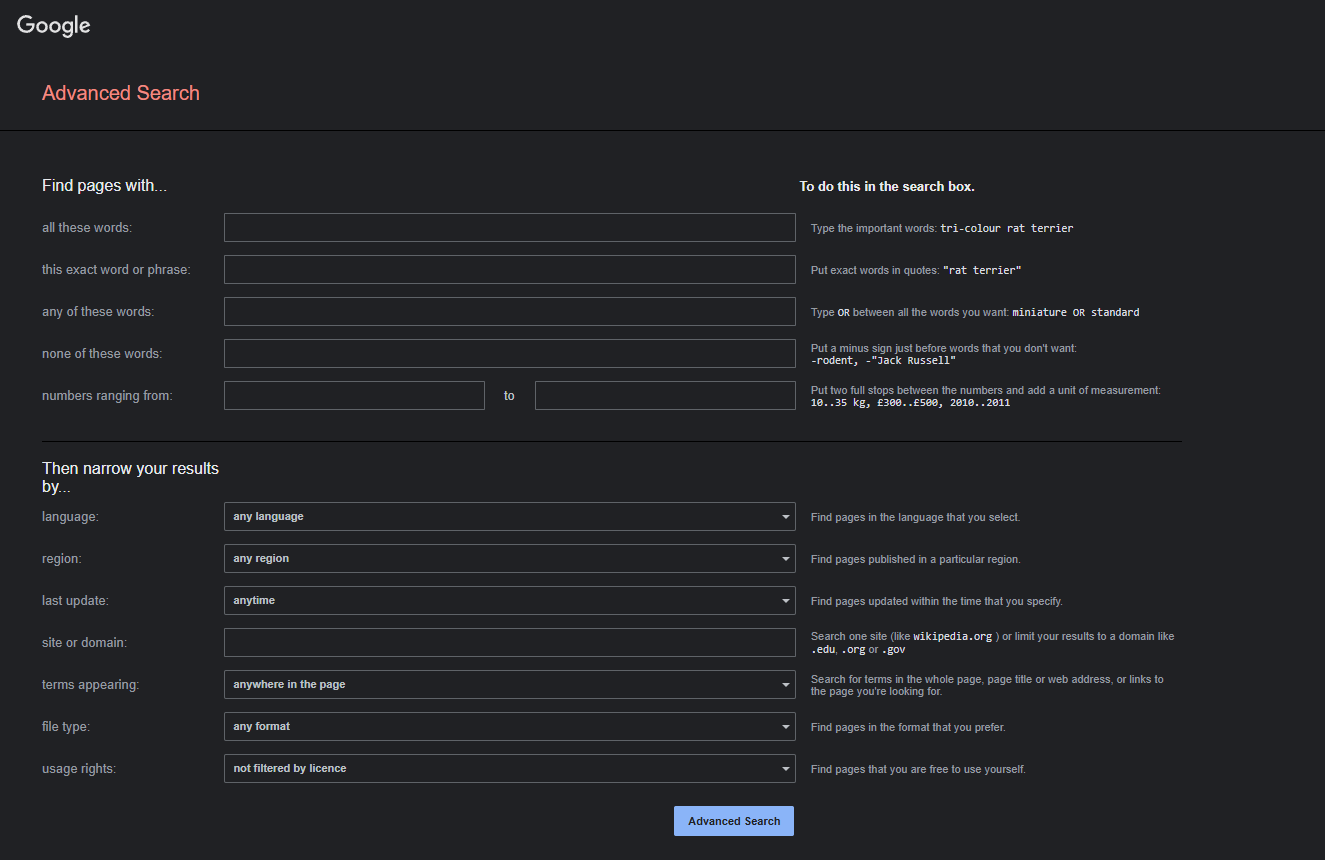 Google
Advanced Search
Find pages with...
To do this in the search box.
all these words:
Type the important words: tri-colour rat terrier
this exact word or phrase:
Put exact words in quotes: "rat terrier"
any of these words:
Type OR between all the words you want: miniature OR standard
none of these words:
Put a minus sign just before words that you don't want:
-rodent, -"Jack Russell"
numbers ranging from:
to
Put two full stops between the numbers and add a unit of measurement:
10..35 kg, £300..£500, 2010..2011
Then narrow your results
by...
language:
any language
Find pages in the language that you select.
region:
any region
Find pages published in a particular region.
last update:
anytime
Find pages updated within the time that you specify.
site or domain:
Search one site (like wikipedia.org ) or limit your results to a domain like
.edu, .org or .gov
terms appearing:
anywhere in the page
Search for terms in the whole page, page title or web address, or links to
the page you're looking for.
file type:
any format
Find pages in the format that you prefer.
usage rights:
not filtered by licence
Find pages that you are free to use yourself.
Advanced Search